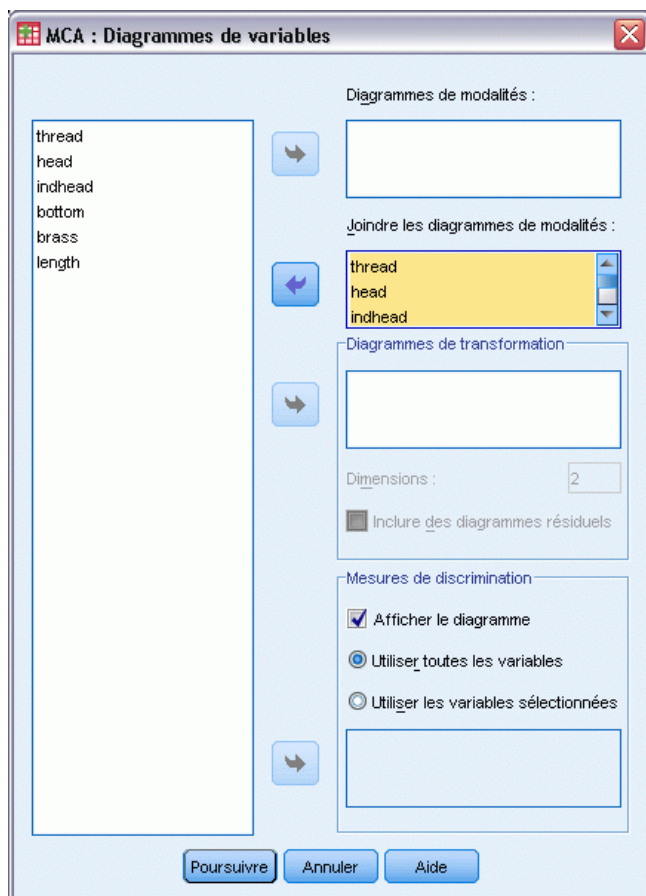 MCA : Diagrammes de variables
thread
head
indhead
bottom
brass
length
Diagrammes de modalités :
Joindre les diagrammes de modalités :
thread
head
indhead
Diagrammes de transformation
Dimensions :
2
Inclure des diagrammes résiduels
Mesures de discrimination
Afficher le diagramme
Utiliser toutes les variables
Utiliser les variables sélectionnées
Poursuivre
Annuler
Aide